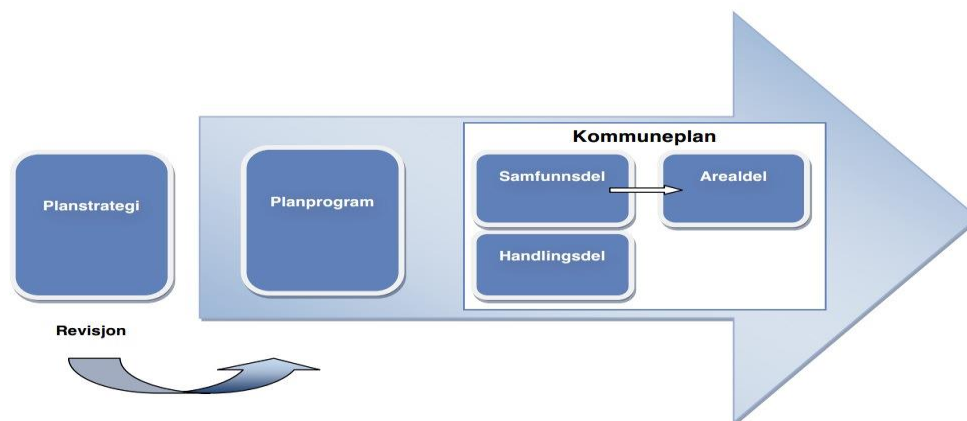 Kommuneplan
Planstrategi
Planprogram
Samfunnsdel
Arealdel
Handlingsdel
Revisjon